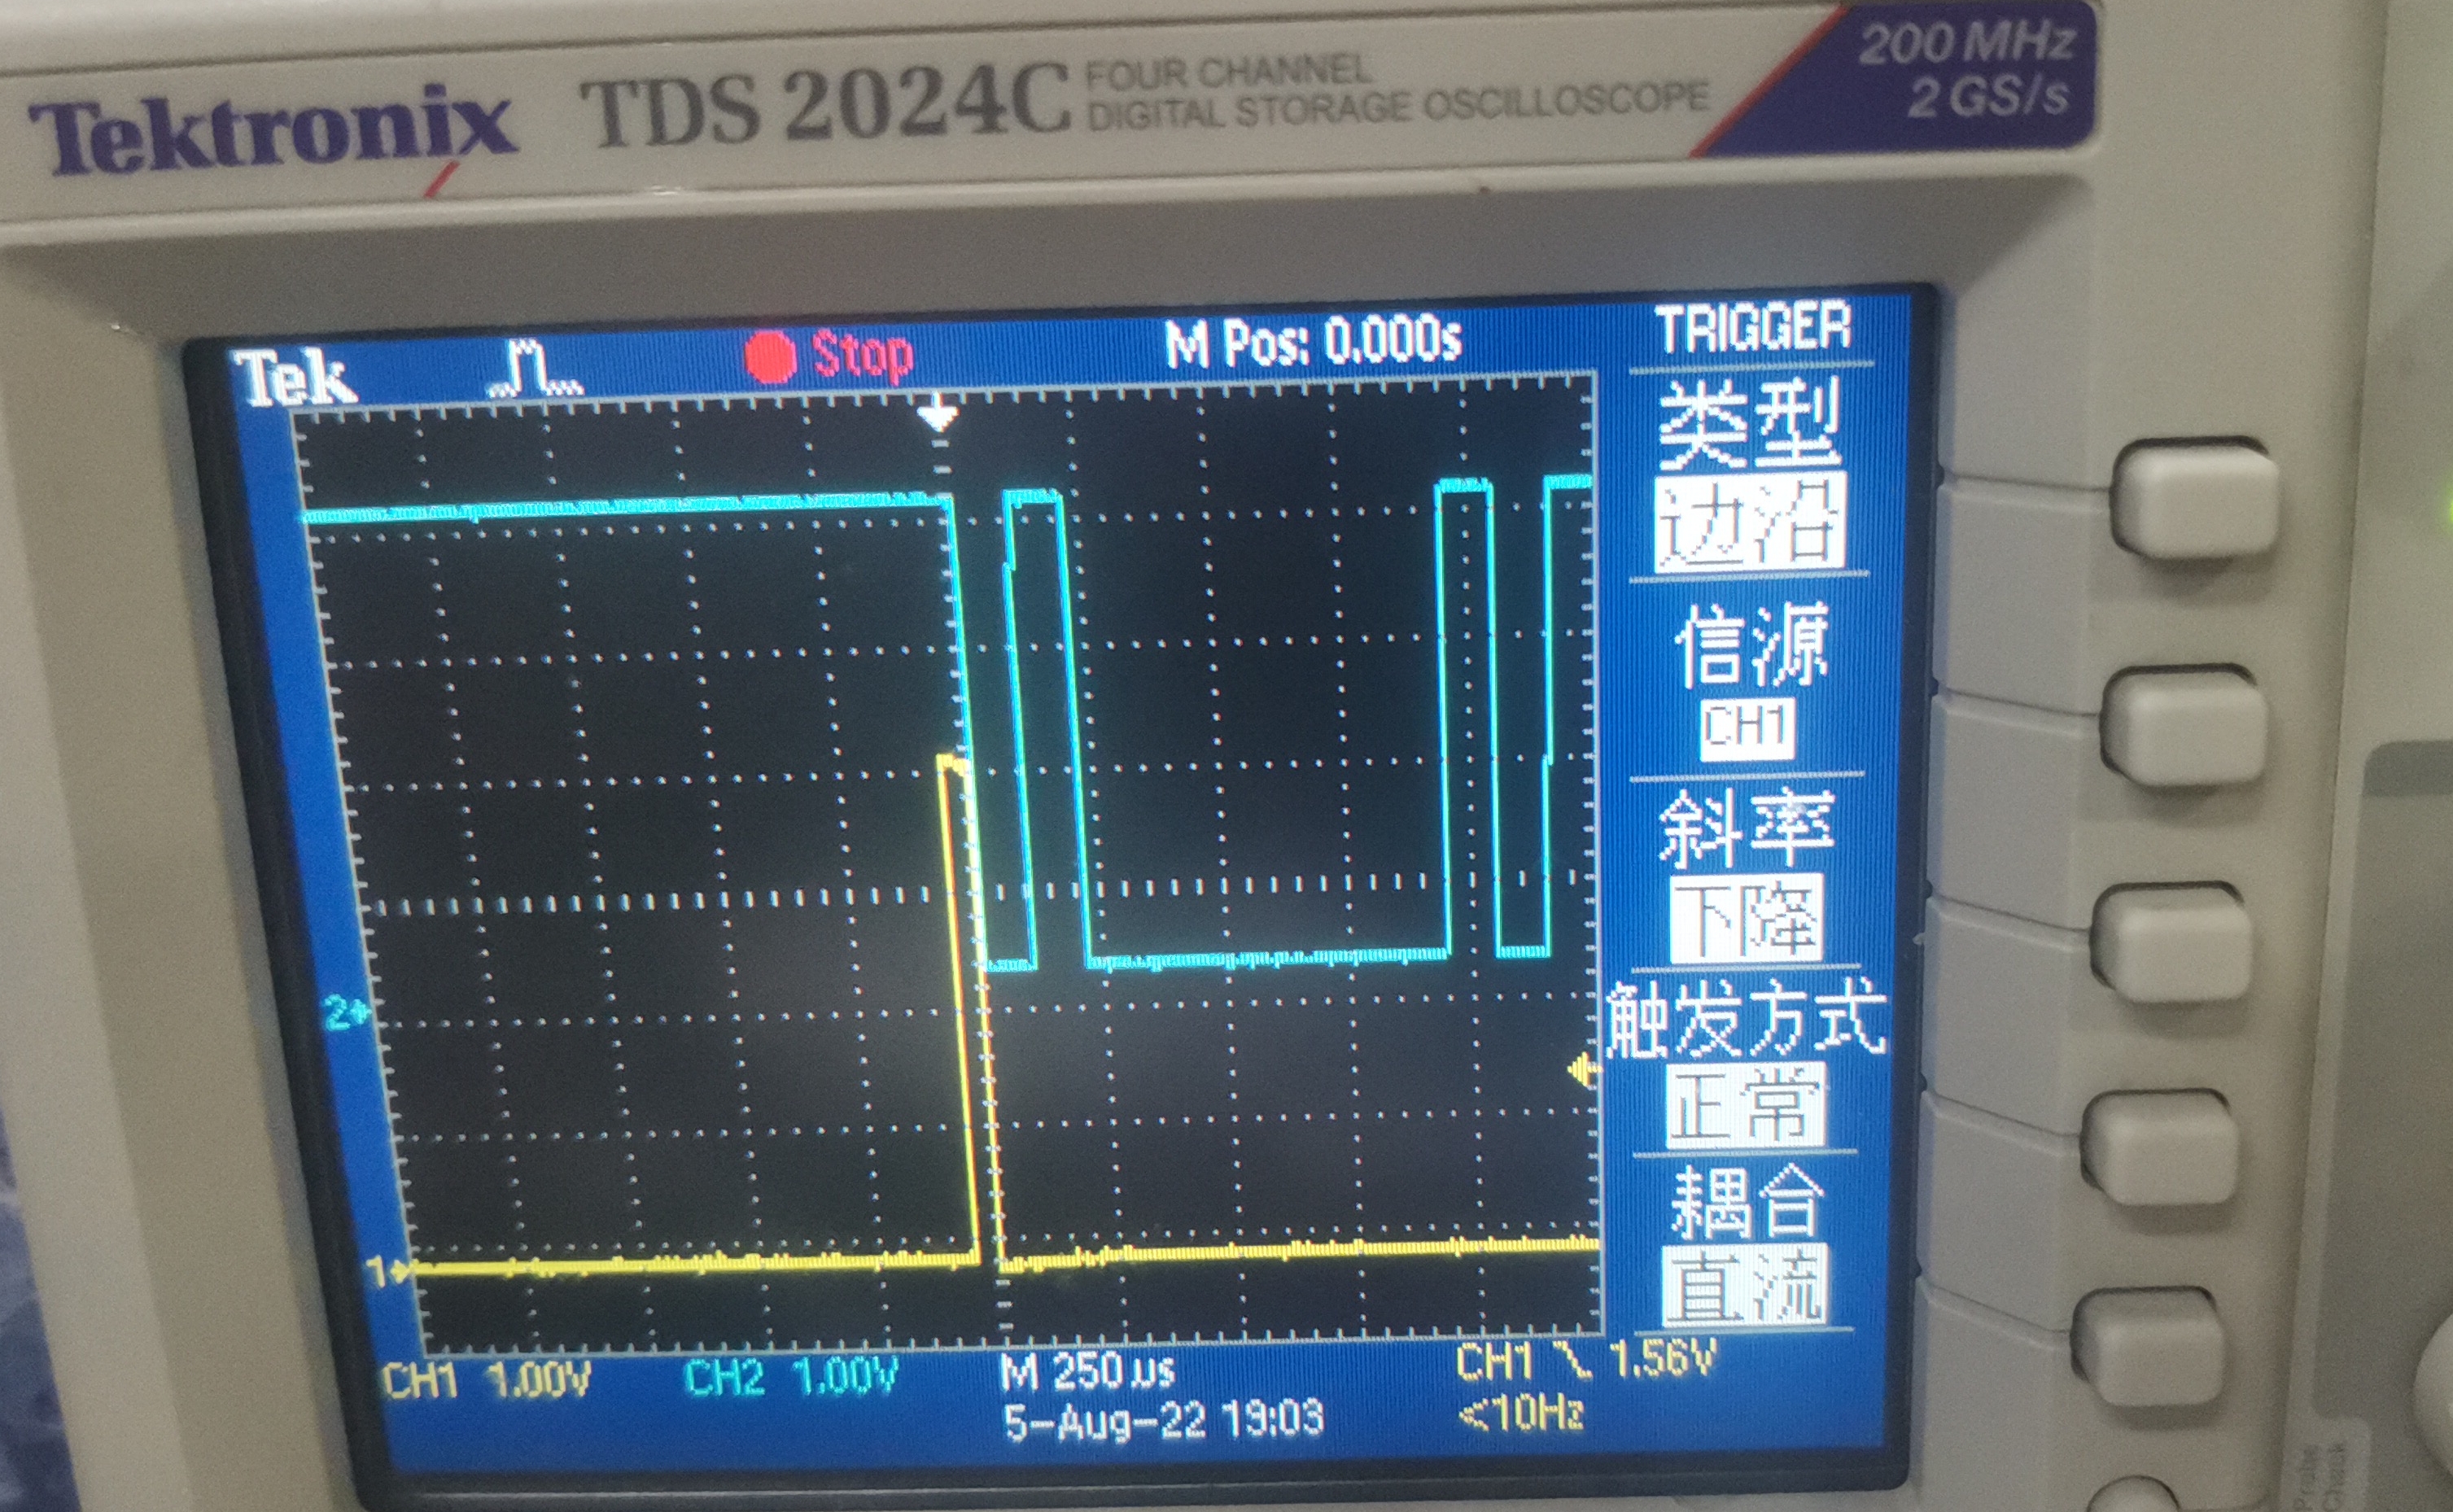 Tektronix TDS 2024C FOUR CHANNEL
DIGITAL STORAGE OSCILLOSCOPE
200 MHz
2 GS/s
Tek Stop M Pos: 0.000s TRIGGER
类型
边沿
信源
CH1
斜率
下降
触发方式
正常
耦合
直流
2
1
CH1 1.00V CH2 1.00V M 250µs CH1 1.56V
5-Aug-22 19:03 <10Hz